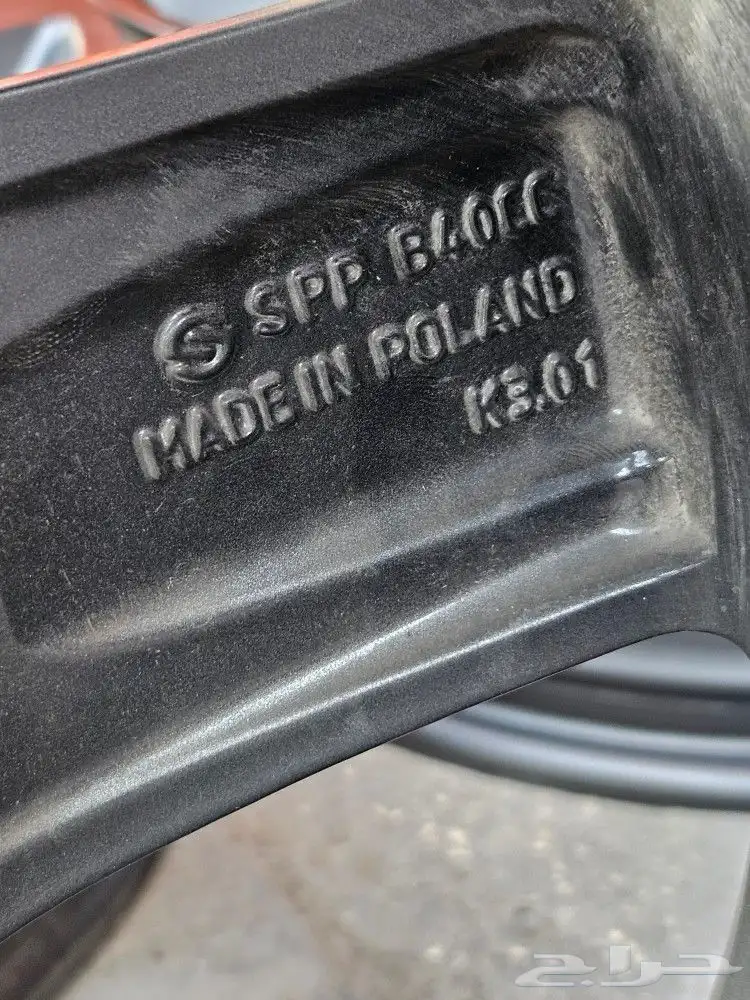 SPP B40CC
MADE IN POLAND
K3.01
حراج